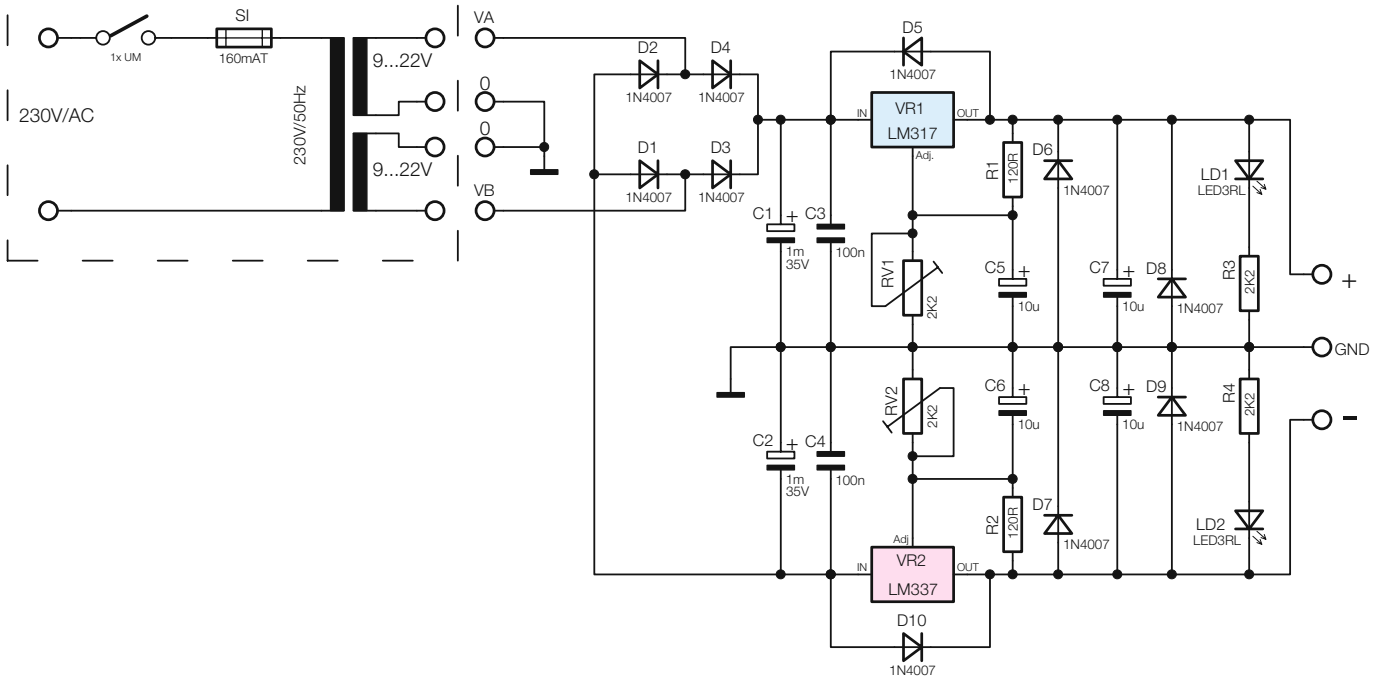 SI
1x UM
160mAT
230V/AC
230V/50Hz
9...22V
9...22V
VA
0
0
VB
D2
1N4007
D4
1N4007
D1
1N4007
D3
1N4007
D5
1N4007
IN
VR1
LM317
OUT
Adj.
R1
120R
D6
1N4007
LD1
LED3RL
C1
+
1m
35V
C3
100n
RV1
2K2
C5
+
10u
C7
+
10u
D8
1N4007
R3
2K2
+
GND
RV2
2K2
C6
+
10u
C8
+
10u
D9
1N4007
R4
2K2
−
C2
+
1m
35V
C4
100n
R2
120R
D7
1N4007
LD2
LED3RL
Adj
IN
VR2
LM337
OUT
D10
1N4007